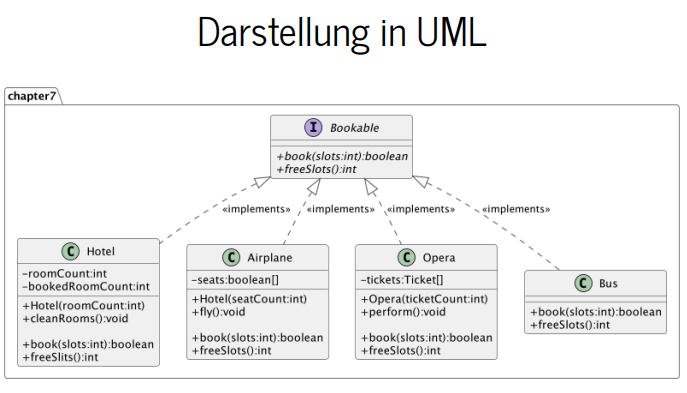 Darstellung in UML
chapter7
I Bookable
+book(slots:int):boolean
+freeSlots():int
«implements» «implements» «implements» «implements»
C Hotel
-roomCount:int
-bookedRoomCount:int
+Hotel(roomCount:int)
+cleanRooms():void
+book(slots:int):boolean
+freeSlits():int
C Airplane
-seats:boolean[]
+Hotel(seatCount:int)
+fly():void
+book(slots:int):boolean
+freeSlots():int
C Opera
-tickets:Ticket[]
+Opera(ticketCount:int)
+perform():void
+book(slots:int):boolean
+freeSlots():int
C Bus
+book(slots:int):boolean
+freeSlots():int